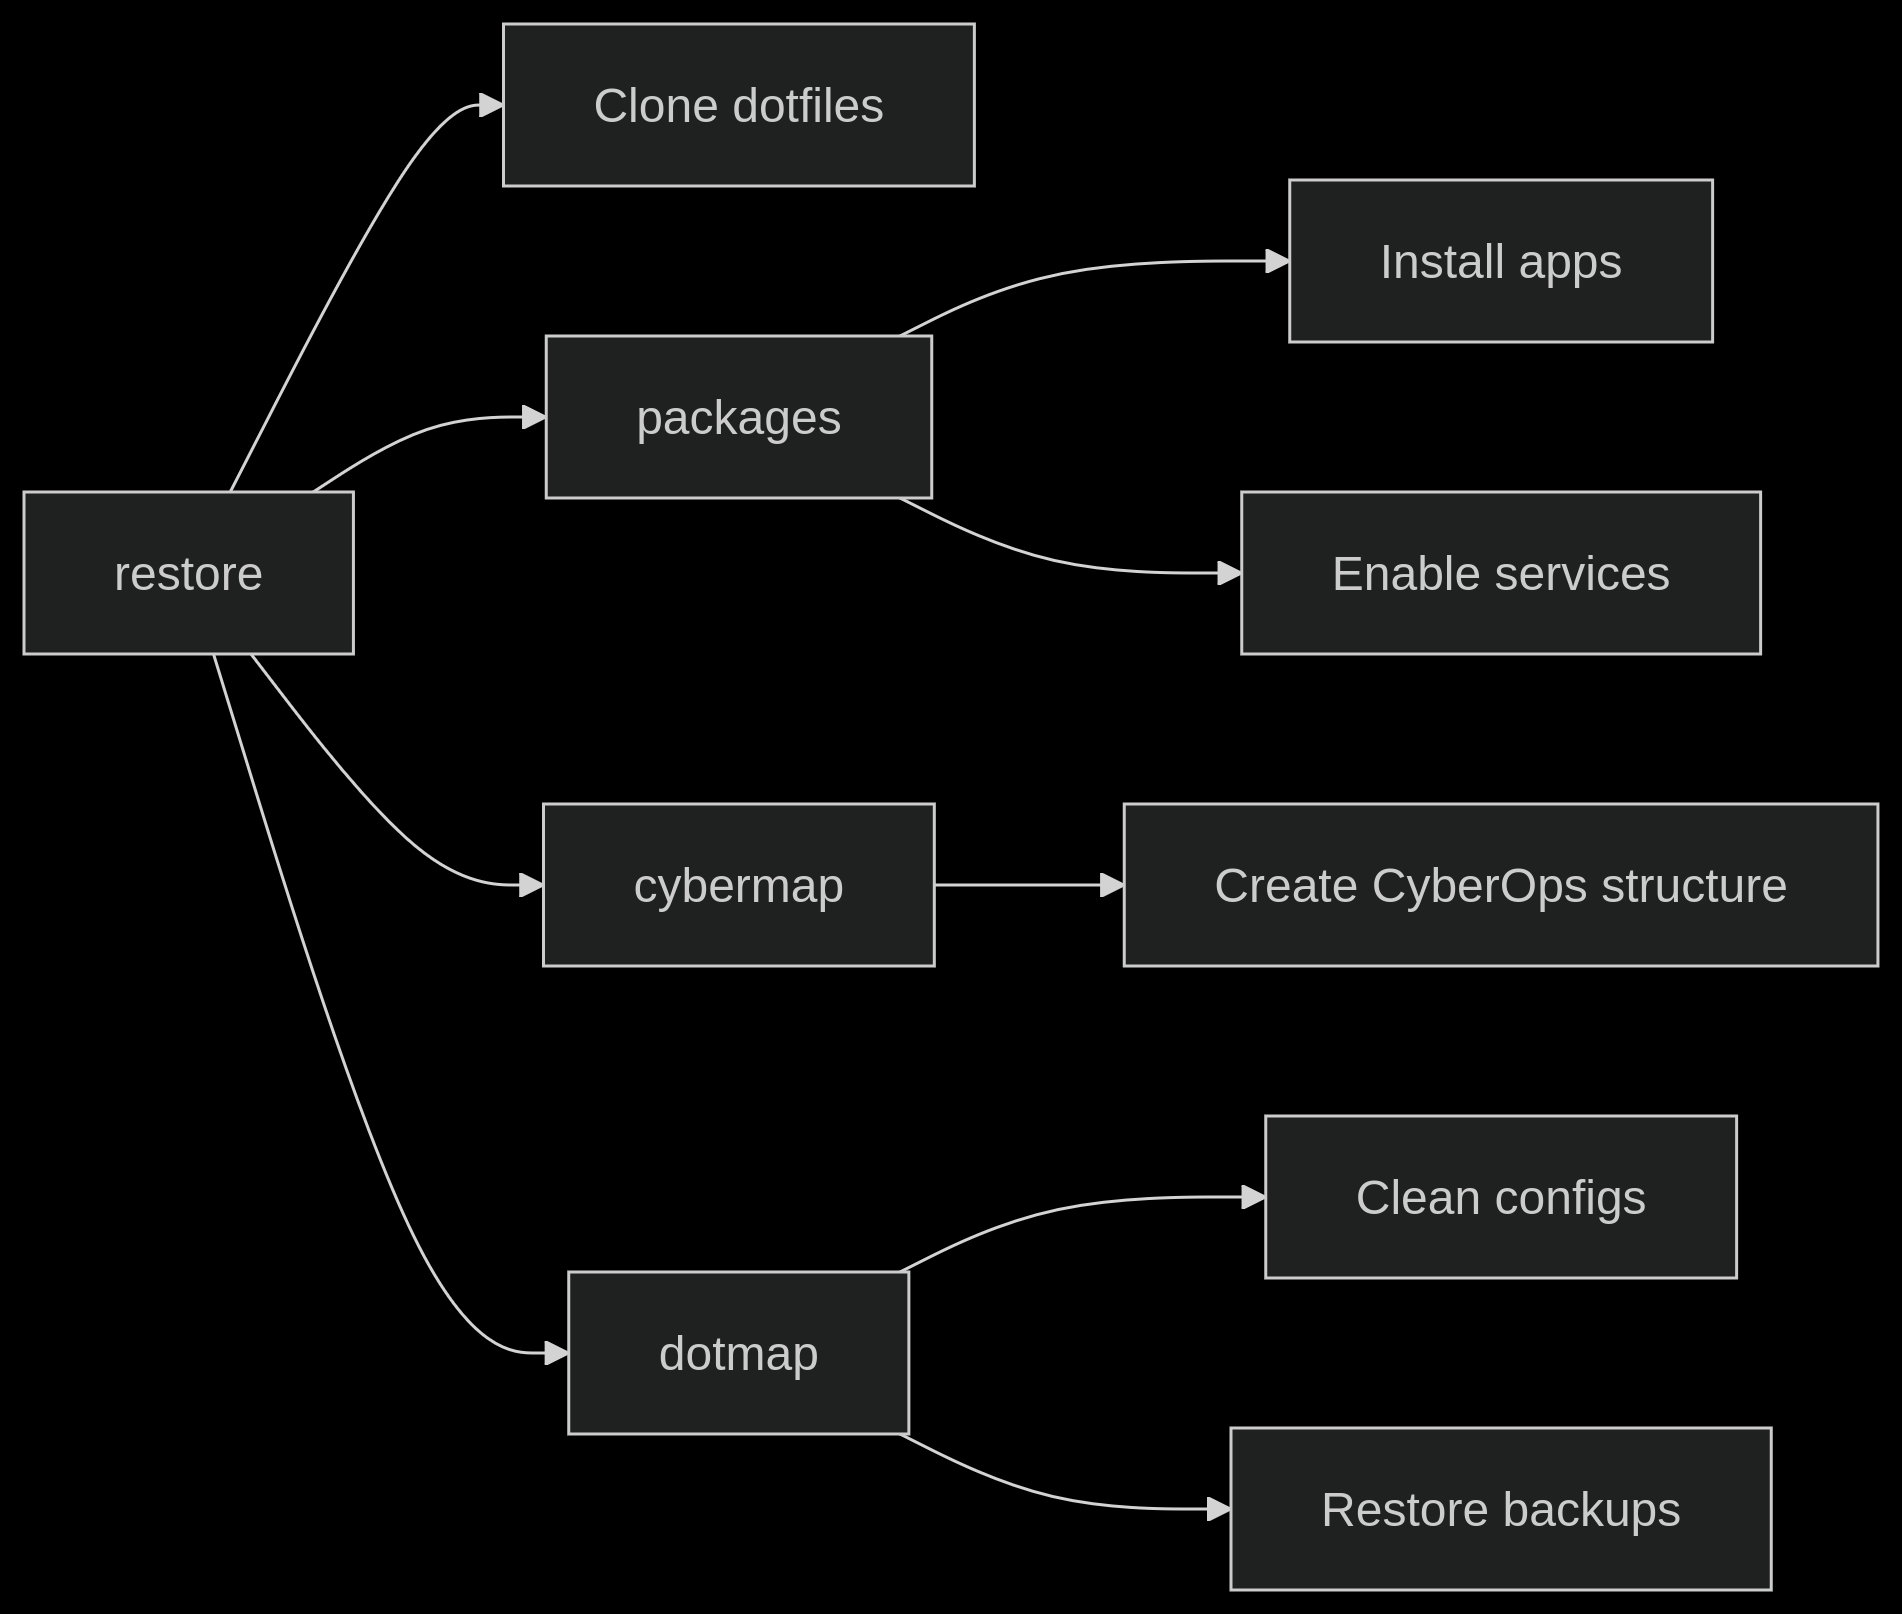 Clone dotfiles
Install apps
packages
restore
Enable services
cybermap
Create CyberOps structure
Clean configs
dotmap
Restore backups